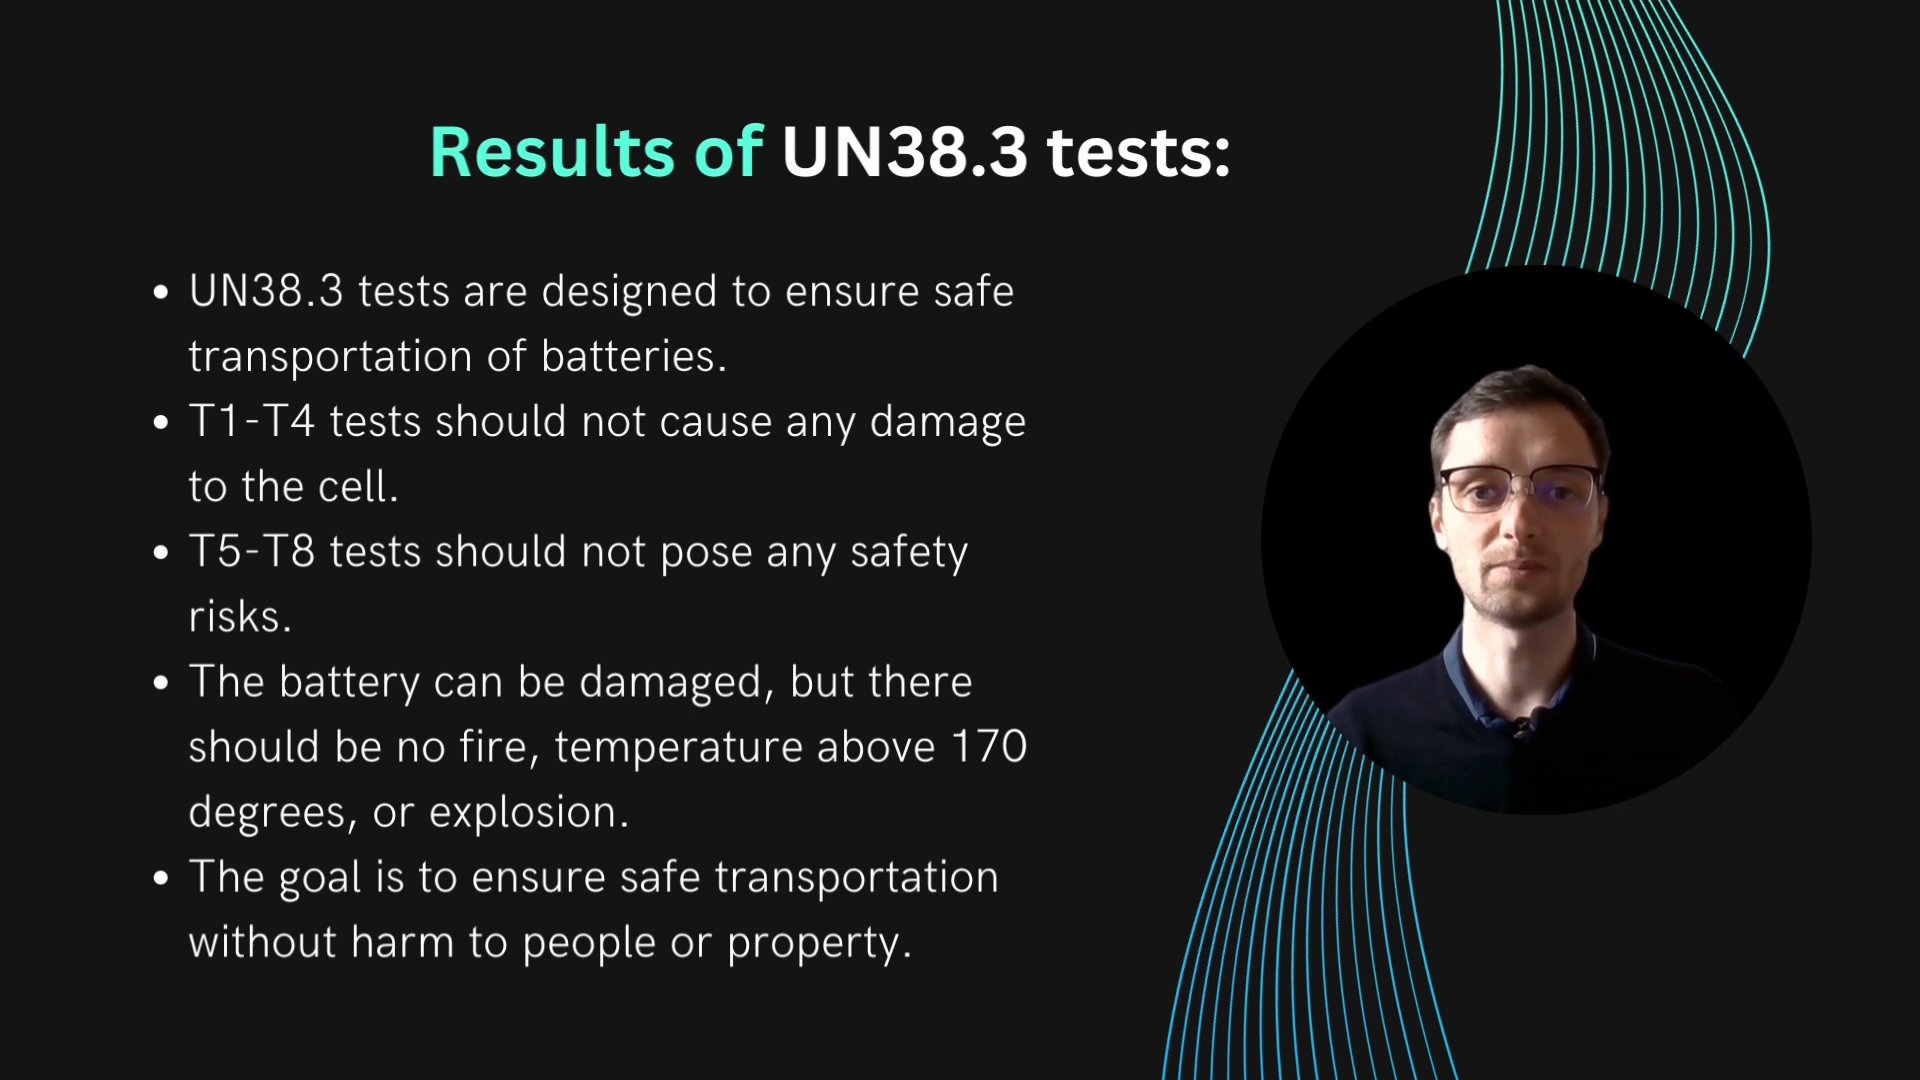 Results of UN38.3 tests:
• UN38.3 tests are designed to ensure safe
transportation of batteries.
• T1-T4 tests should not cause any damage
to the cell.
• T5-T8 tests should not pose any safety
risks.
• The battery can be damaged, but there
should be no fire, temperature above 170
degrees, or explosion.
• The goal is to ensure safe transportation
without harm to people or property.